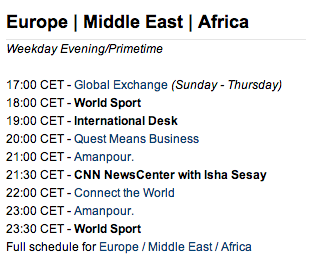 Europe | Middle East | Africa
Weekday Evening/Primetime
17:00 CET - Global Exchange (Sunday - Thursday)
18:00 CET - World Sport
19:00 CET - International Desk
20:00 CET - Quest Means Business
21:00 CET - Amanpour.
21:30 CET - CNN NewsCenter with Isha Sesay
22:00 CET - Connect the World
23:00 CET - Amanpour.
23:30 CET - World Sport
Full schedule for Europe / Middle East / Africa